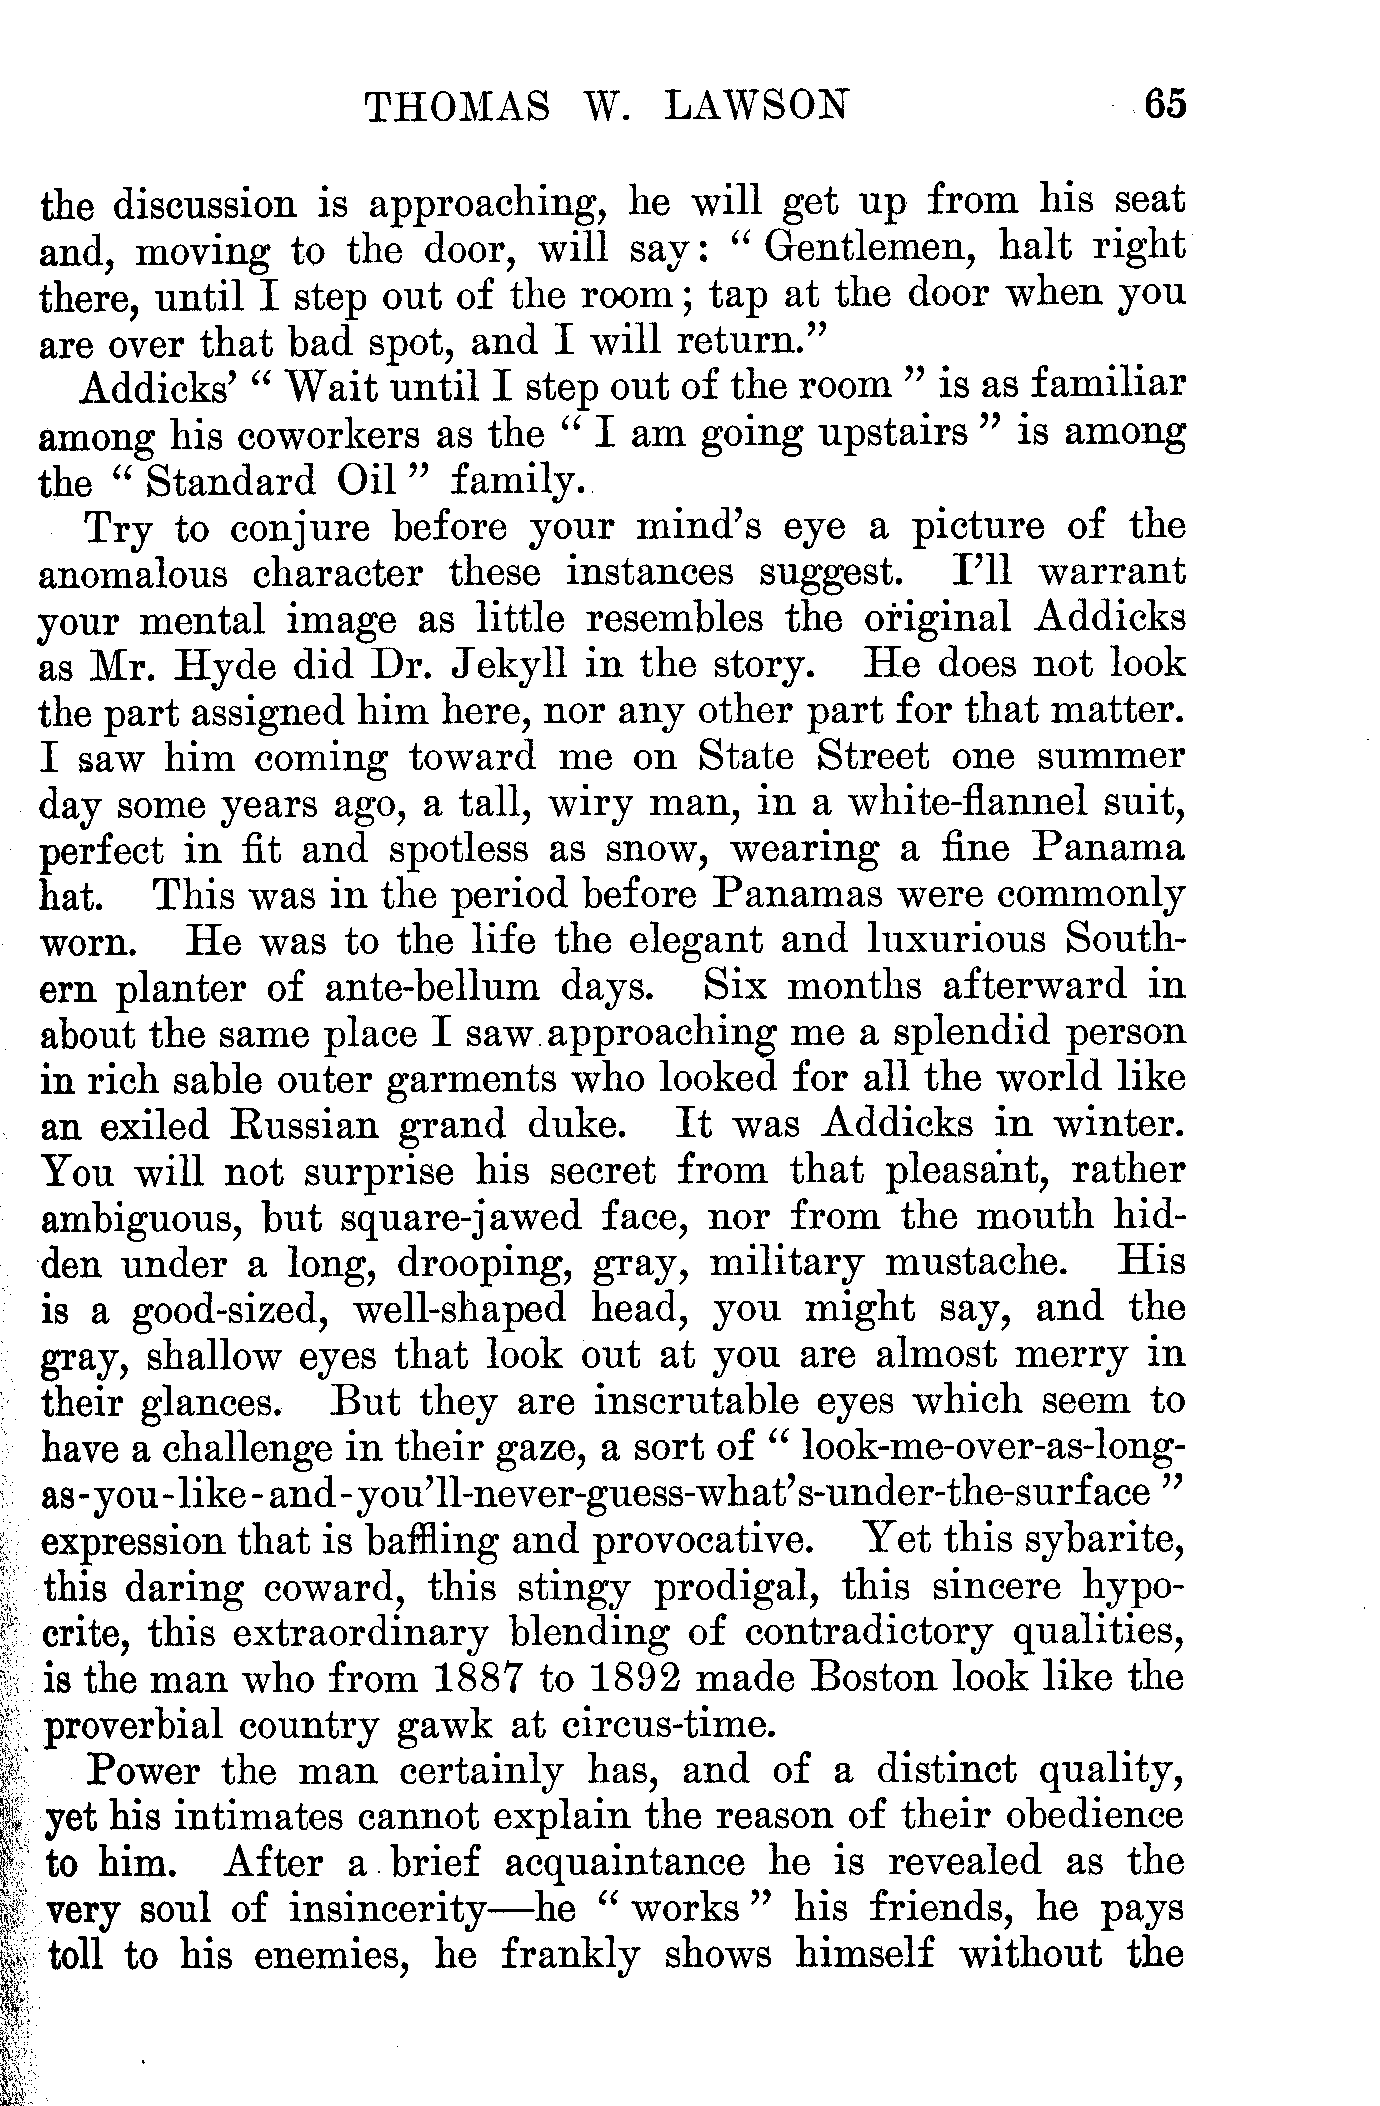 THOMAS W. LAWSON 65
the discussion is approaching, he will get up from his seat
and, moving to the door, will say: " Gentlemen, halt right
there, until I step out of the room; tap at the door when you
are over that bad spot, and I will return."
Addicks' " Wait until I step out of the room " is as familiar
among his coworkers as the " I am going upstairs " is among
the " Standard Oil " family.
Try to conjure before your mind's eye a picture of the
anomalous character these instances suggest. I'll warrant
your mental image as little resembles the original Addicks
as Mr. Hyde did Dr. Jekyll in the story. He does not look
the part assigned him here, nor any other part for that matter.
I saw him coming toward me on State Street one summer
day some years ago, a tall, wiry man, in a white-flannel suit,
perfect in fit and spotless as snow, wearing a fine Panama
hat. This was in the period before Panamas were commonly
worn. He was to the life the elegant and luxurious South-
ern planter of ante-bellum days. Six months afterward in
about the same place I saw approaching me a splendid person
in rich sable outer garments who looked for all the world like
an exiled Russian grand duke. It was Addicks in winter.
You will not surprise his secret from that pleasant, rather
ambiguous, but square-jawed face, nor from the mouth hid-
den under a long, drooping, gray, military mustache. His
is a good-sized, well-shaped head, you might say, and the
gray, shallow eyes that look out at you are almost merry in
their glances. But they are inscrutable eyes which seem to
have a challenge in their gaze, a sort of " look-me-over-as-long-
as-you-like-and-you'll-never-guess-what's-under-the-surface "
expression that is baffling and provocative. Yet this sybarite,
this daring coward, this stingy prodigal, this sincere hypo-
crite, this extraordinary blending of contradictory qualities,
is the man who from 1887 to 1892 made Boston look like the
proverbial country gawk at circus-time.
Power the man certainly has, and of a distinct quality,
yet his intimates cannot explain the reason of their obedience
to him. After a brief acquaintance he is revealed as the
very soul of insincerity—he " works " his friends, he pays
toll to his enemies, he frankly shows himself without the